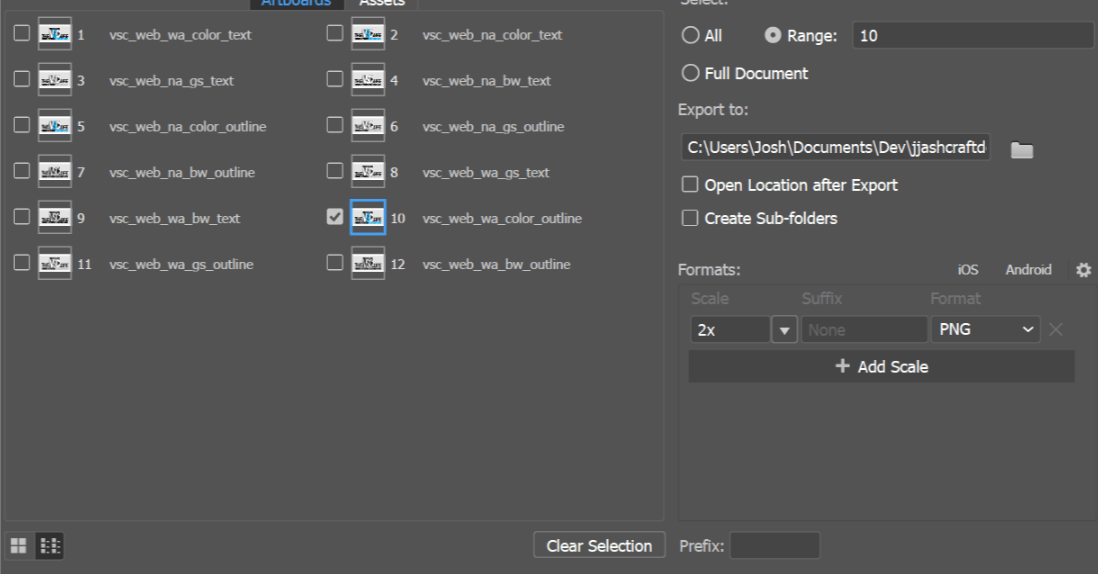 Artboards Assets
1 vsc_web_wa_color_text
2 vsc_web_na_color_text
3 vsc_web_na_gs_text
4 vsc_web_na_bw_text
5 vsc_web_na_color_outline
6 vsc_web_na_gs_outline
7 vsc_web_na_bw_outline
8 vsc_web_wa_gs_text
9 vsc_web_wa_bw_text
10 vsc_web_wa_color_outline
11 vsc_web_wa_gs_outline
12 vsc_web_wa_bw_outline
Clear Selection
Select:
All Range: 10
Full Document
Export to:
C:\Users\Josh\Documents\Dev\jjashcraftd
Open Location after Export
Create Sub-folders
Formats: iOS Android
Scale Suffix Format
2x None PNG
+ Add Scale
Prefix: